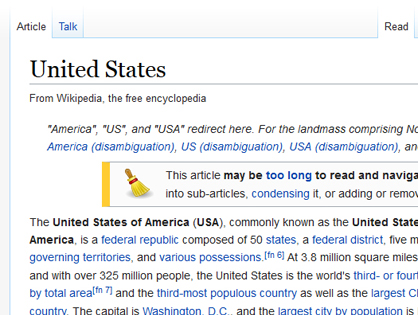 Article Talk Read
United States
From Wikipedia, the free encyclopedia
"America", "US", and "USA" redirect here. For the landmass comprising No
America (disambiguation), US (disambiguation), USA (disambiguation), an
This article may be too long to read and naviga
into sub-articles, condensing it, or adding or remov
The United States of America (USA), commonly known as the United State
America, is a federal republic composed of 50 states, a federal district, five m
governing territories, and various possessions.[fn 6] At 3.8 million square miles
and with over 325 million people, the United States is the world's third- or fourt
by total area[fn 7] and the third-most populous country as well as the largest C
country. The capital is Washington, D.C., and the largest city by population is